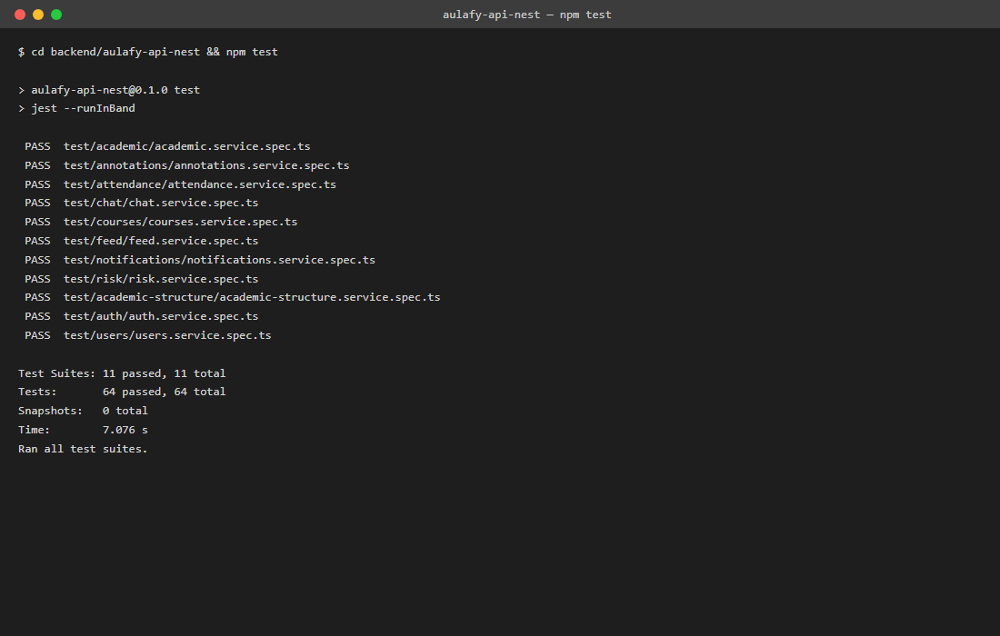 aulafy-api-nest — npm test
$ cd backend/aulafy-api-nest && npm test
> aulafy-api-nest@0.1.0 test
> jest --runInBand
PASS  test/academic/academic.service.spec.ts
PASS  test/annotations/annotations.service.spec.ts
PASS  test/attendance/attendance.service.spec.ts
PASS  test/chat/chat.service.spec.ts
PASS  test/courses/courses.service.spec.ts
PASS  test/feed/feed.service.spec.ts
PASS  test/notifications/notifications.service.spec.ts
PASS  test/risk/risk.service.spec.ts
PASS  test/academic-structure/academic-structure.service.spec.ts
PASS  test/auth/auth.service.spec.ts
PASS  test/users/users.service.spec.ts
Test Suites: 11 passed, 11 total
Tests:       64 passed, 64 total
Snapshots:   0 total
Time:        7.076 s
Ran all test suites.